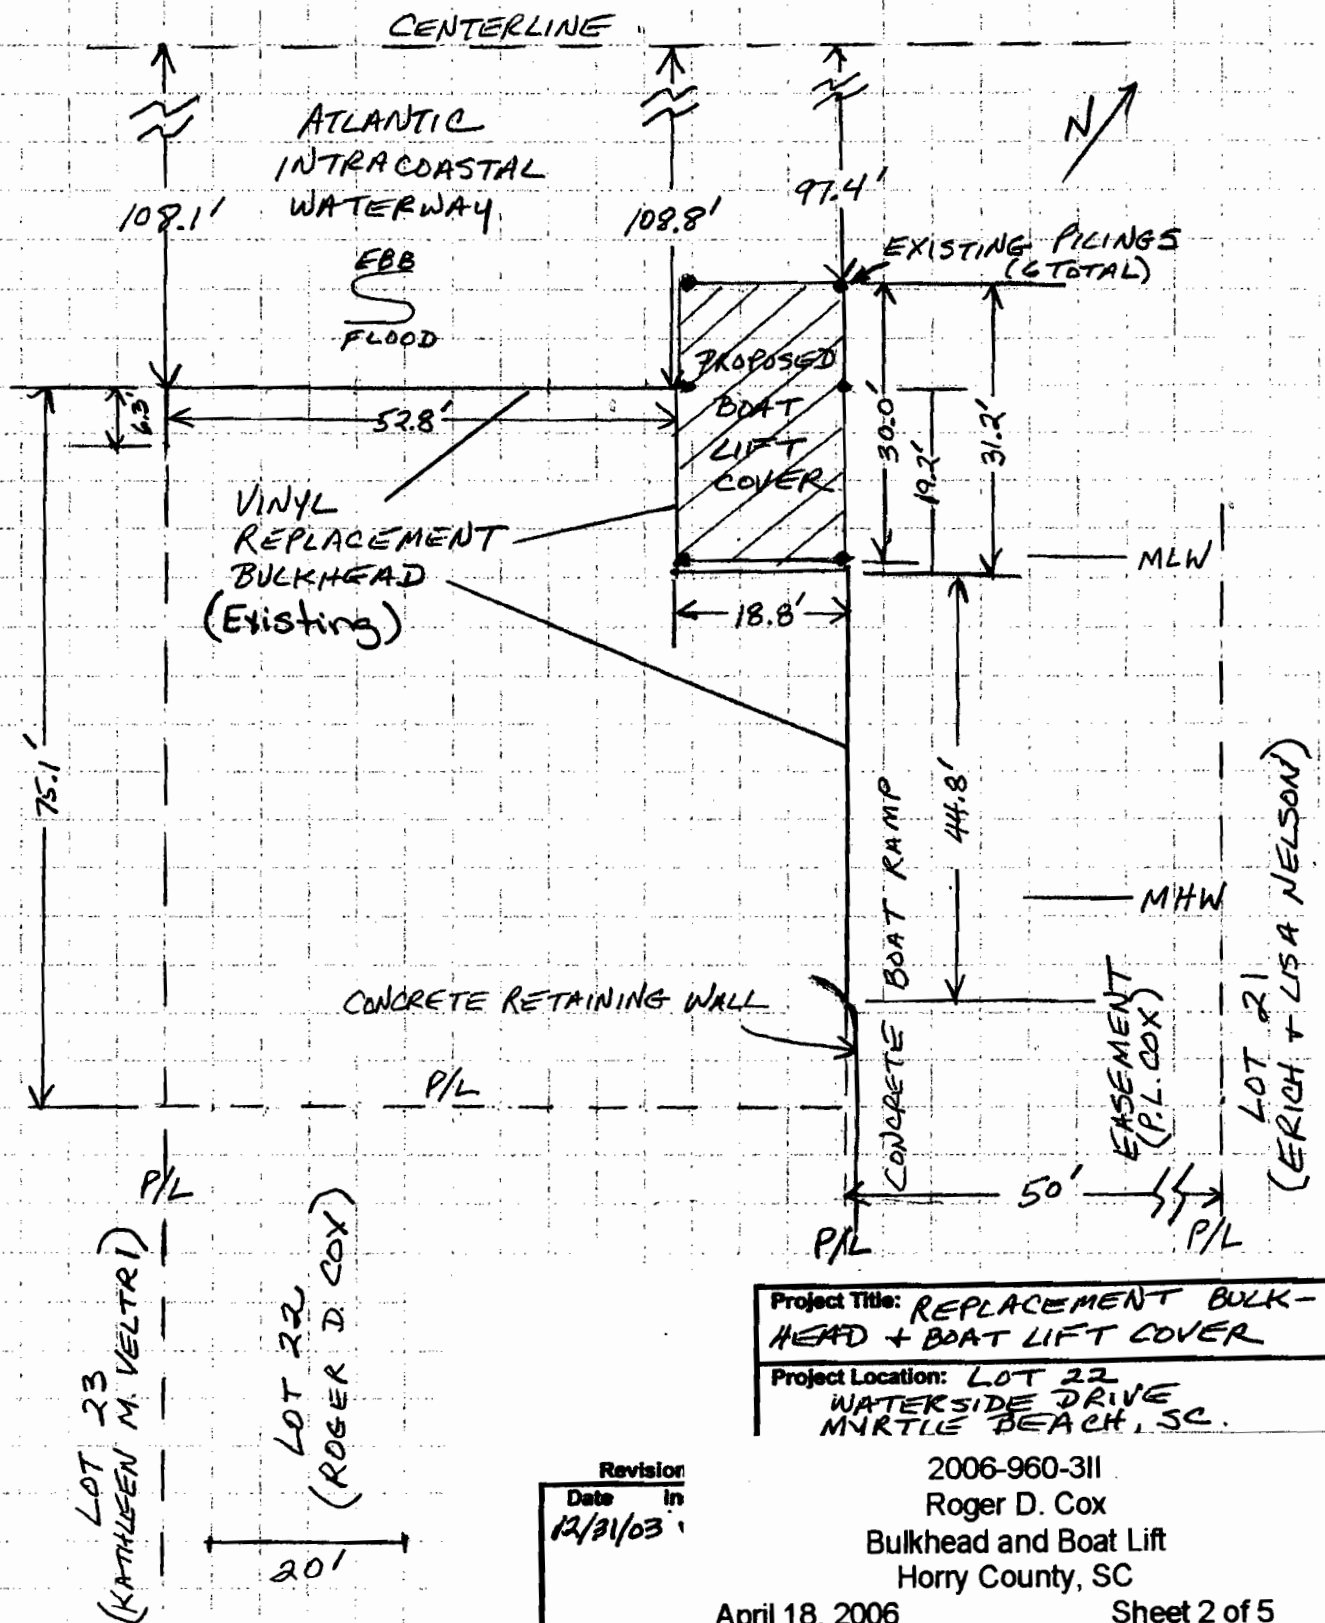 CENTERLINE
ATLANTIC
INTRACOASTAL
WATERWAY
N
108.1'
108.8'
97.4'
EBB
FLOOD
EXISTING PILINGS
(6 TOTAL)
6.3'
52.8'
PROPOSED
BOAT
LIFT
COVER
30.0'
19.2'
31.2'
VINYL
REPLACEMENT
BULKHEAD
(Existing)
MLW
18.8'
75.1'
44.8'
CONCRETE BOAT RAMP
MHW
CONCRETE RETAINING WALL
EASEMENT
(P.L. COX)
LOT 21
(ERICH + LISA NELSON)
P/L
P/L
50'
P/L
P/L
LOT 23
(KATHLEEN M. VELTRI)
LOT 22
(ROGER D. COX)
20'
Project Title: REPLACEMENT BULK-
HEAD + BOAT LIFT COVER
Project Location: LOT 22
WATERSIDE DRIVE
MYRTLE BEACH, SC.
Revision
Date In
12/31/03
2006-960-3II
Roger D. Cox
Bulkhead and Boat Lift
Horry County, SC
April 18, 2006 Sheet 2 of 5